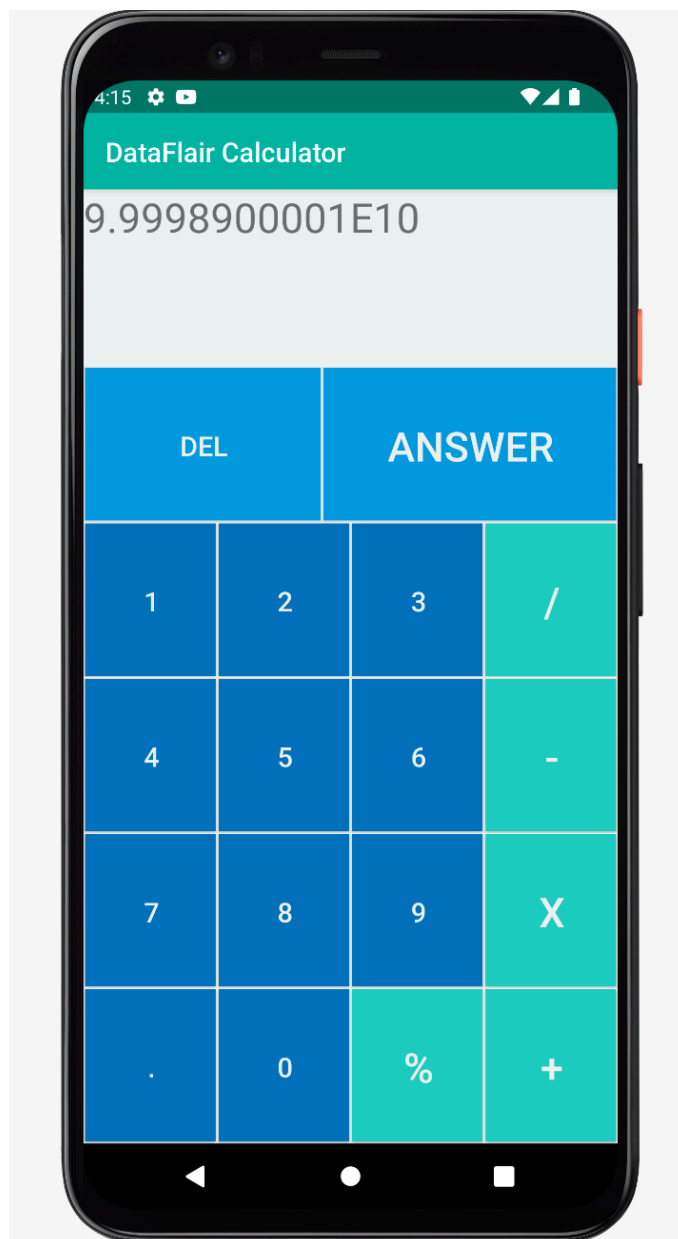 4:15
DataFlair Calculator
9.9998900001E10
DEL ANSWER
1 2 3 /
4 5 6 -
7 8 9 X
. 0 % +